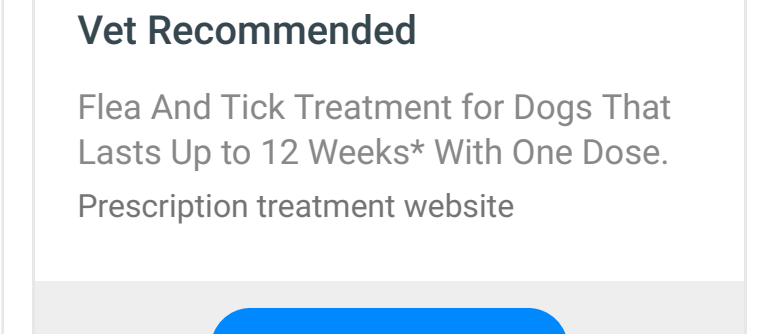 Vet Recommended
Flea And Tick Treatment for Dogs That
Lasts Up to 12 Weeks* With One Dose.
Prescription treatment website